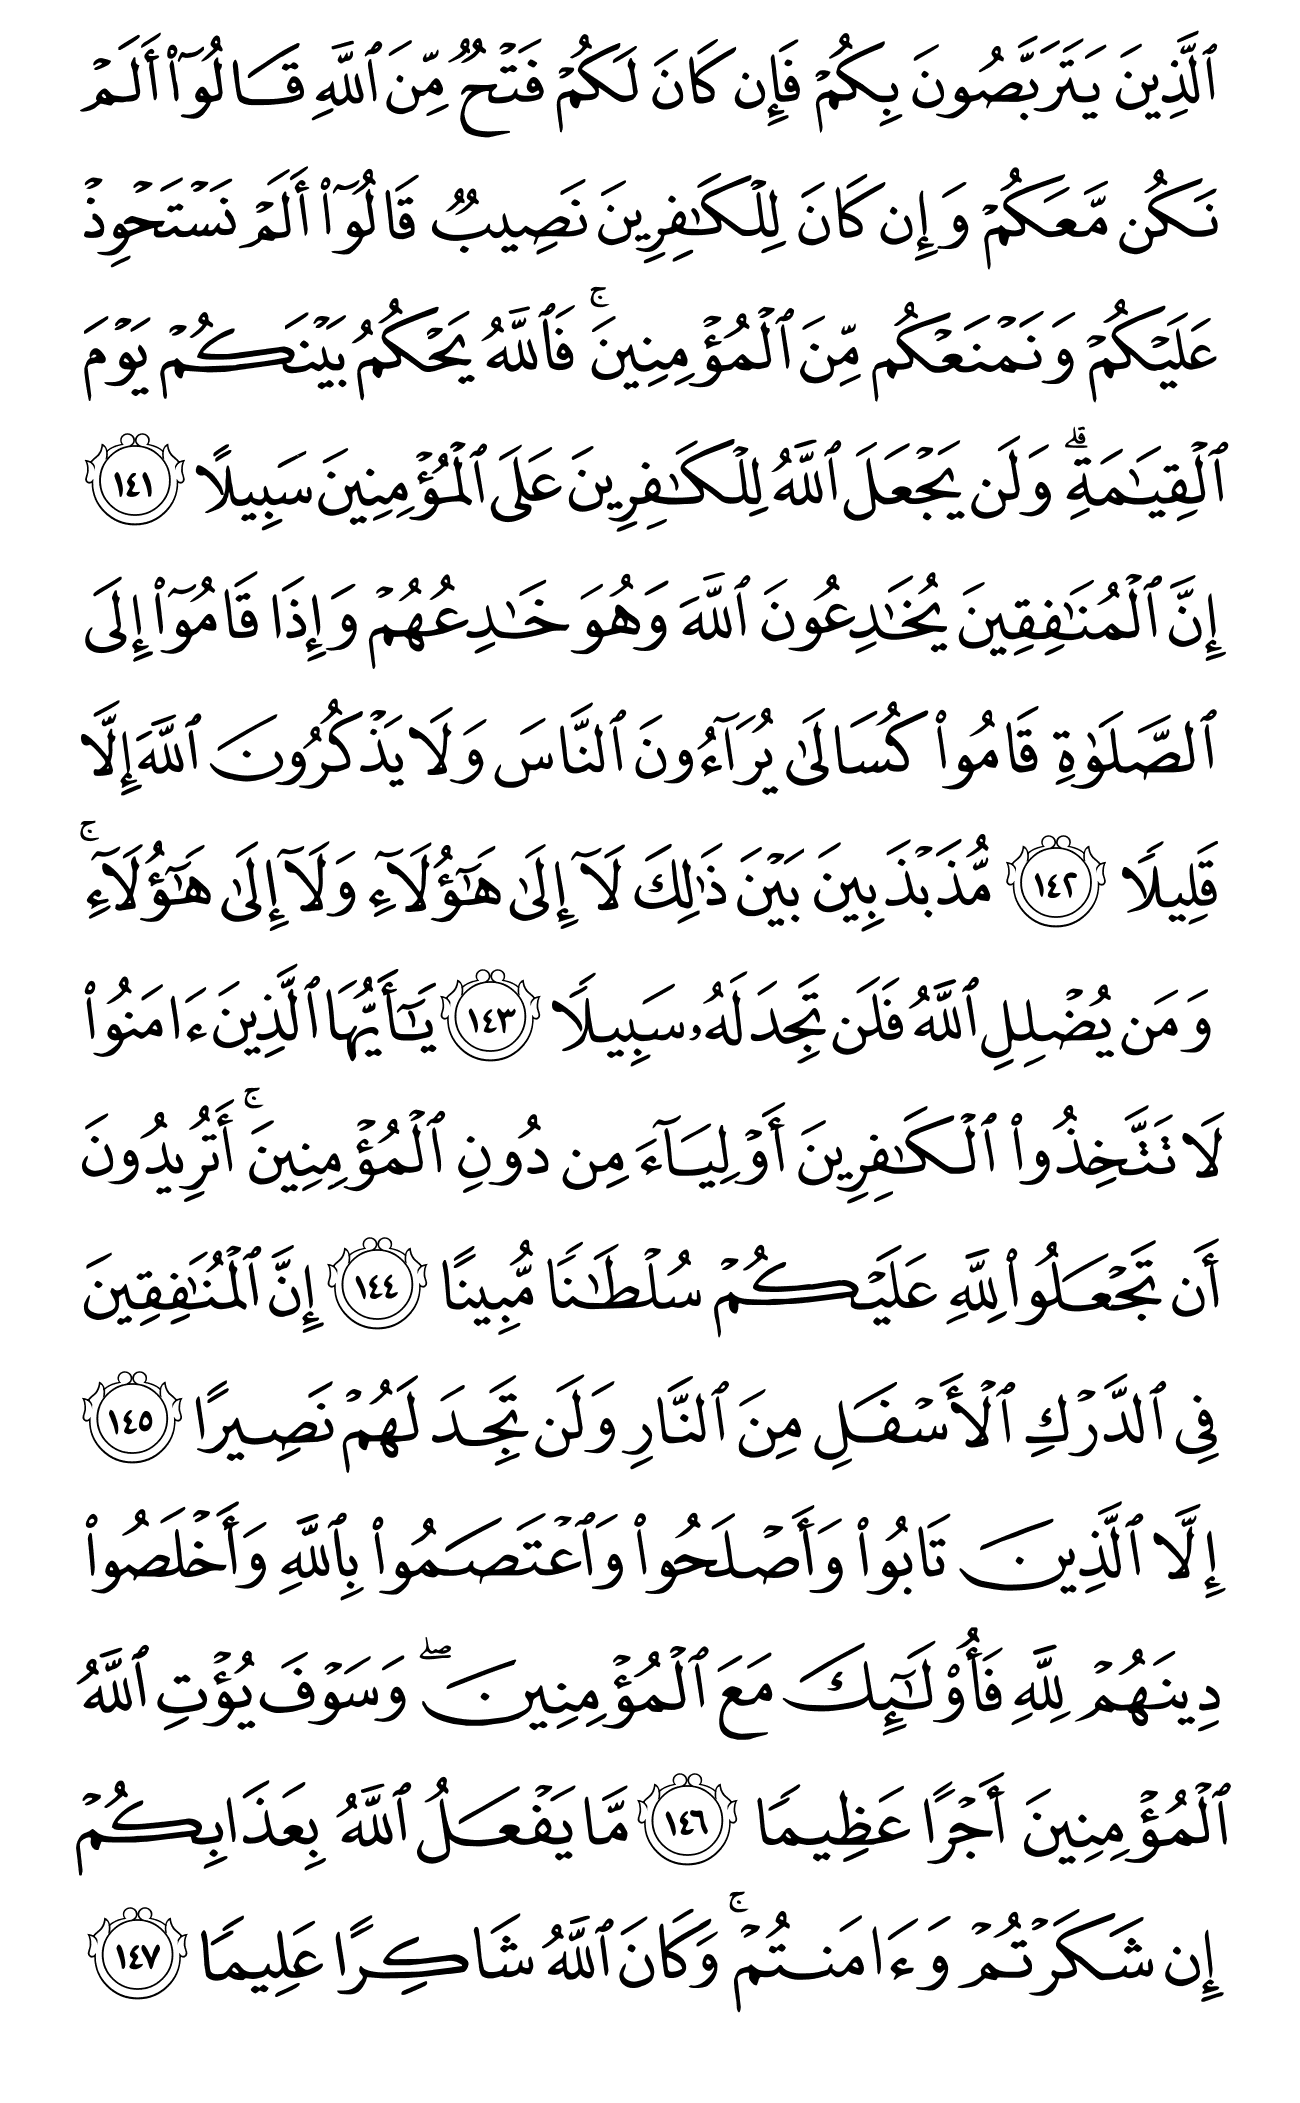 ٱلَّذِينَ يَتَرَبَّصُونَ بِكُمْ فَإِن كَانَ لَكُمْ فَتْحٌ مِّنَ ٱللَّهِ قَالُوٓا۟ أَلَمْ
نَكُن مَّعَكُمْ وَإِن كَانَ لِلْكَـٰفِرِينَ نَصِيبٌ قَالُوٓا۟ أَلَمْ نَسْتَحْوِذْ
عَلَيْكُمْ وَنَمْنَعْكُم مِّنَ ٱلْمُؤْمِنِينَ ۚ فَٱللَّهُ يَحْكُمُ بَيْنَكُمْ يَوْمَ
ٱلْقِيَـٰمَةِ ۗ وَلَن يَجْعَلَ ٱللَّهُ لِلْكَـٰفِرِينَ عَلَى ٱلْمُؤْمِنِينَ سَبِيلًا ١٤١
إِنَّ ٱلْمُنَـٰفِقِينَ يُخَـٰدِعُونَ ٱللَّهَ وَهُوَ خَـٰدِعُهُمْ وَإِذَا قَامُوٓا۟ إِلَى
ٱلصَّلَوٰةِ قَامُوا۟ كُسَالَىٰ يُرَآءُونَ ٱلنَّاسَ وَلَا يَذْكُرُونَ ٱللَّهَ إِلَّا
قَلِيلًا ١٤٢ مُّذَبْذَبِينَ بَيْنَ ذَٰلِكَ لَآ إِلَىٰ هَـٰٓؤُلَآءِ وَلَآ إِلَىٰ هَـٰٓؤُلَآءِ ۚ
وَمَن يُضْلِلِ ٱللَّهُ فَلَن تَجِدَ لَهُۥ سَبِيلًا ١٤٣ يَـٰٓأَيُّهَا ٱلَّذِينَ ءَامَنُوا۟
لَا تَتَّخِذُوا۟ ٱلْكَـٰفِرِينَ أَوْلِيَآءَ مِن دُونِ ٱلْمُؤْمِنِينَ ۚ أَتُرِيدُونَ
أَن تَجْعَلُوا۟ لِلَّهِ عَلَيْكُمْ سُلْطَـٰنًا مُّبِينًا ١٤٤ إِنَّ ٱلْمُنَـٰفِقِينَ
فِى ٱلدَّرْكِ ٱلْأَسْفَلِ مِنَ ٱلنَّارِ وَلَن تَجِدَ لَهُمْ نَصِيرًا ١٤٥
إِلَّا ٱلَّذِينَ تَابُوا۟ وَأَصْلَحُوا۟ وَٱعْتَصَمُوا۟ بِٱللَّهِ وَأَخْلَصُوا۟
دِينَهُمْ لِلَّهِ فَأُو۟لَـٰٓئِكَ مَعَ ٱلْمُؤْمِنِينَ ۖ وَسَوْفَ يُؤْتِ ٱللَّهُ
ٱلْمُؤْمِنِينَ أَجْرًا عَظِيمًا ١٤٦ مَّا يَفْعَلُ ٱللَّهُ بِعَذَابِكُمْ
إِن شَكَرْتُمْ وَءَامَنتُمْ ۚ وَكَانَ ٱللَّهُ شَاكِرًا عَلِيمًا ١٤٧